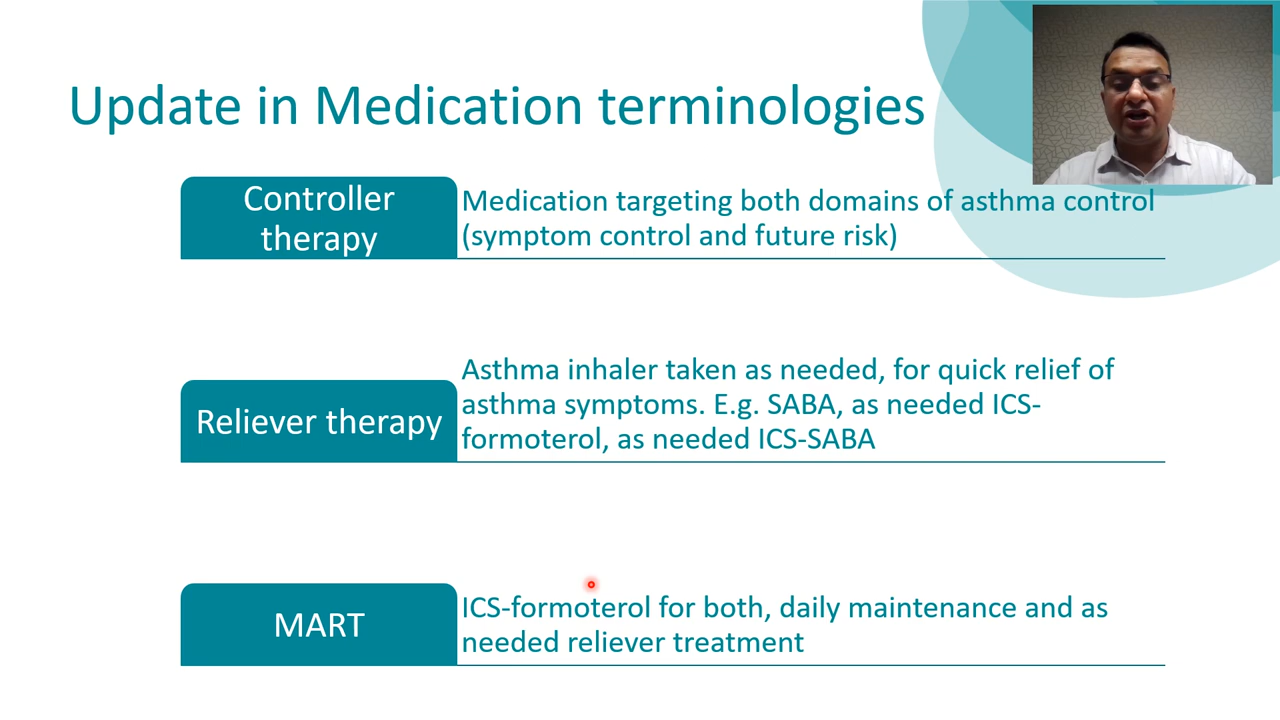 Update in Medication terminologies
Controller
therapy
Medication targeting both domains of asthma control
(symptom control and future risk)
Reliever therapy
Asthma inhaler taken as needed, for quick relief of
asthma symptoms. E.g. SABA, as needed ICS-
formoterol, as needed ICS-SABA
MART
ICS-formoterol for both, daily maintenance and as
needed reliever treatment